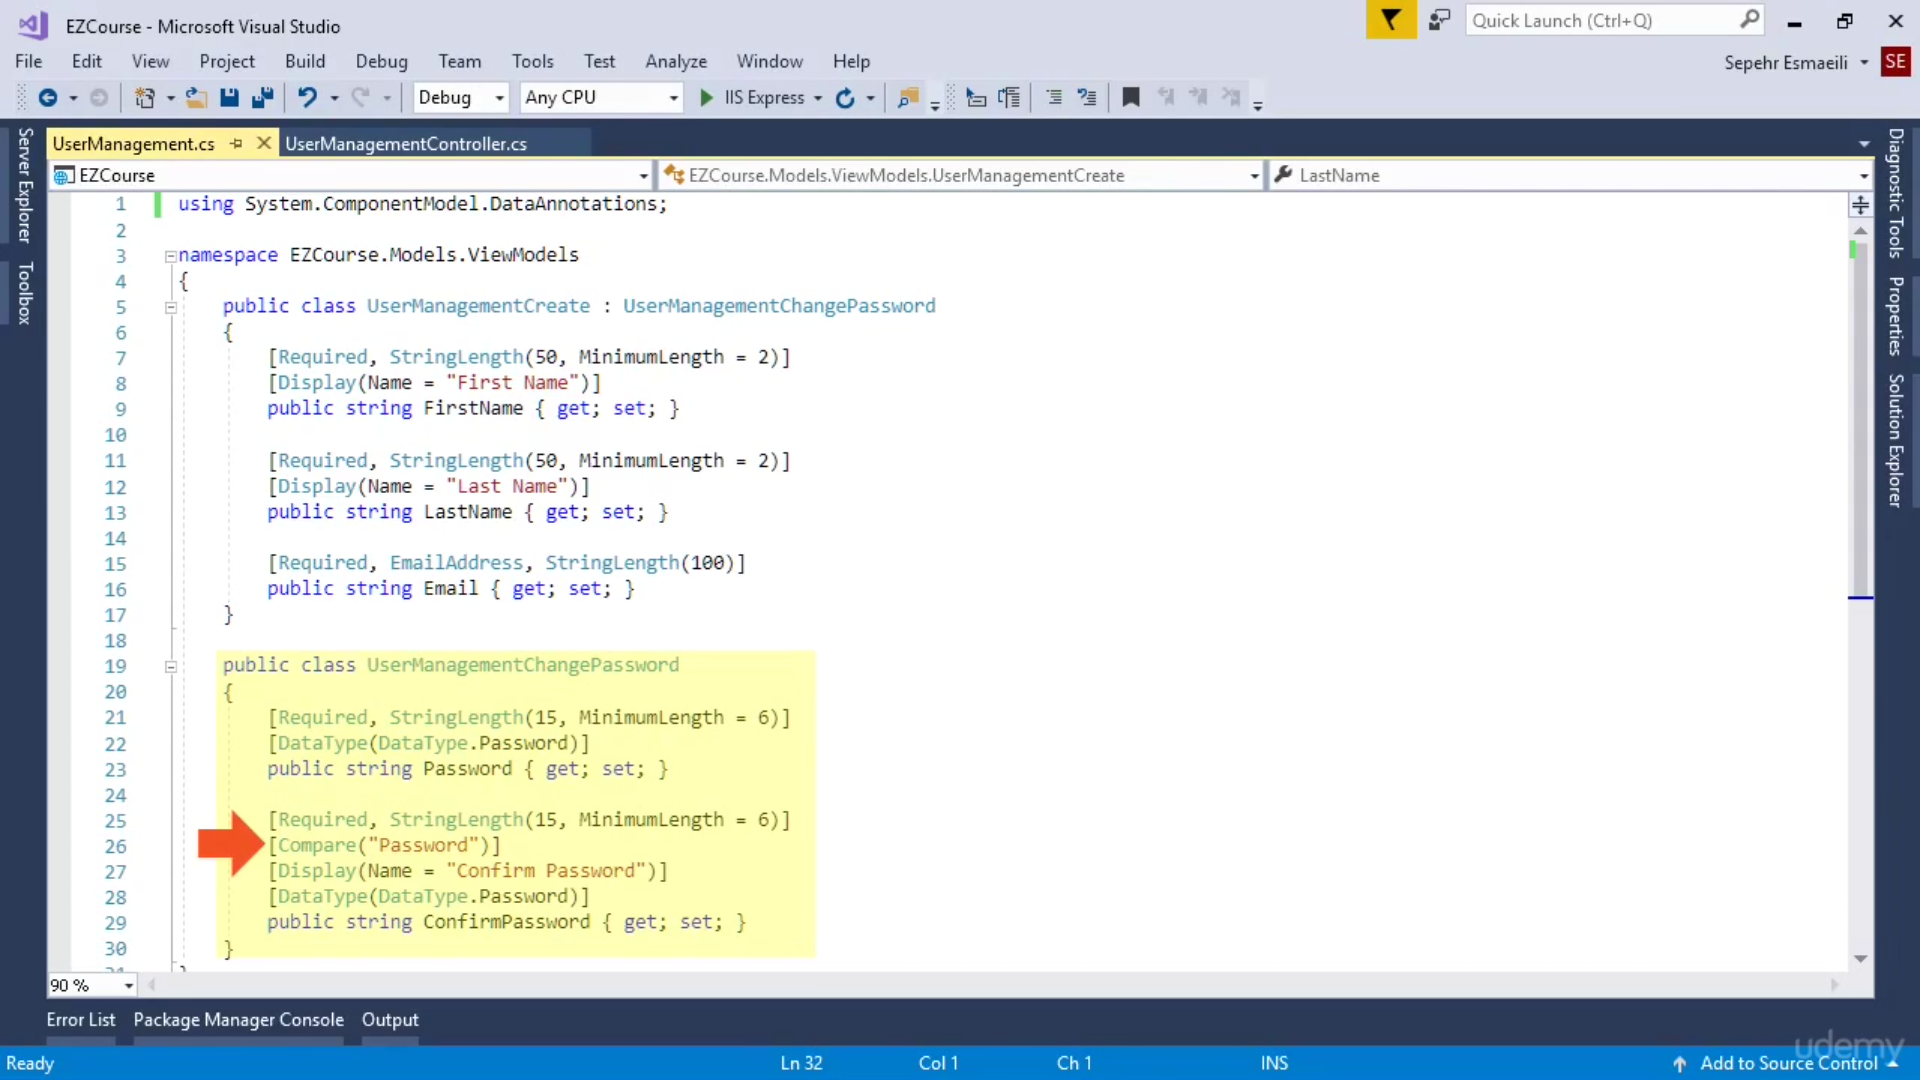 EZCourse - Microsoft Visual Studio
Quick Launch (Ctrl+Q)
File Edit View Project Build Debug Team Tools Test Analyze Window Help
Sepehr Esmaeili SE
Debug Any CPU IIS Express
Server Explorer
Toolbox
UserManagement.cs UserManagementController.cs
EZCourse EZCourse.Models.ViewModels.UserManagementCreate LastName
1 using System.ComponentModel.DataAnnotations;
2
3 namespace EZCourse.Models.ViewModels
4 {
5 public class UserManagementCreate : UserManagementChangePassword
6 {
7 [Required, StringLength(50, MinimumLength = 2)]
8 [Display(Name = "First Name")]
9 public string FirstName { get; set; }
10
11 [Required, StringLength(50, MinimumLength = 2)]
12 [Display(Name = "Last Name")]
13 public string LastName { get; set; }
14
15 [Required, EmailAddress, StringLength(100)]
16 public string Email { get; set; }
17 }
18
19 public class UserManagementChangePassword
20 {
21 [Required, StringLength(15, MinimumLength = 6)]
22 [DataType(DataType.Password)]
23 public string Password { get; set; }
24
25 [Required, StringLength(15, MinimumLength = 6)]
26 [Compare("Password")]
27 [Display(Name = "Confirm Password")]
28 [DataType(DataType.Password)]
29 public string ConfirmPassword { get; set; }
30 }
Diagnostic Tools
Properties
Solution Explorer
90 %
Error List Package Manager Console Output
Ready Ln 32 Col 1 Ch 1 INS Add to Source Control
udemy